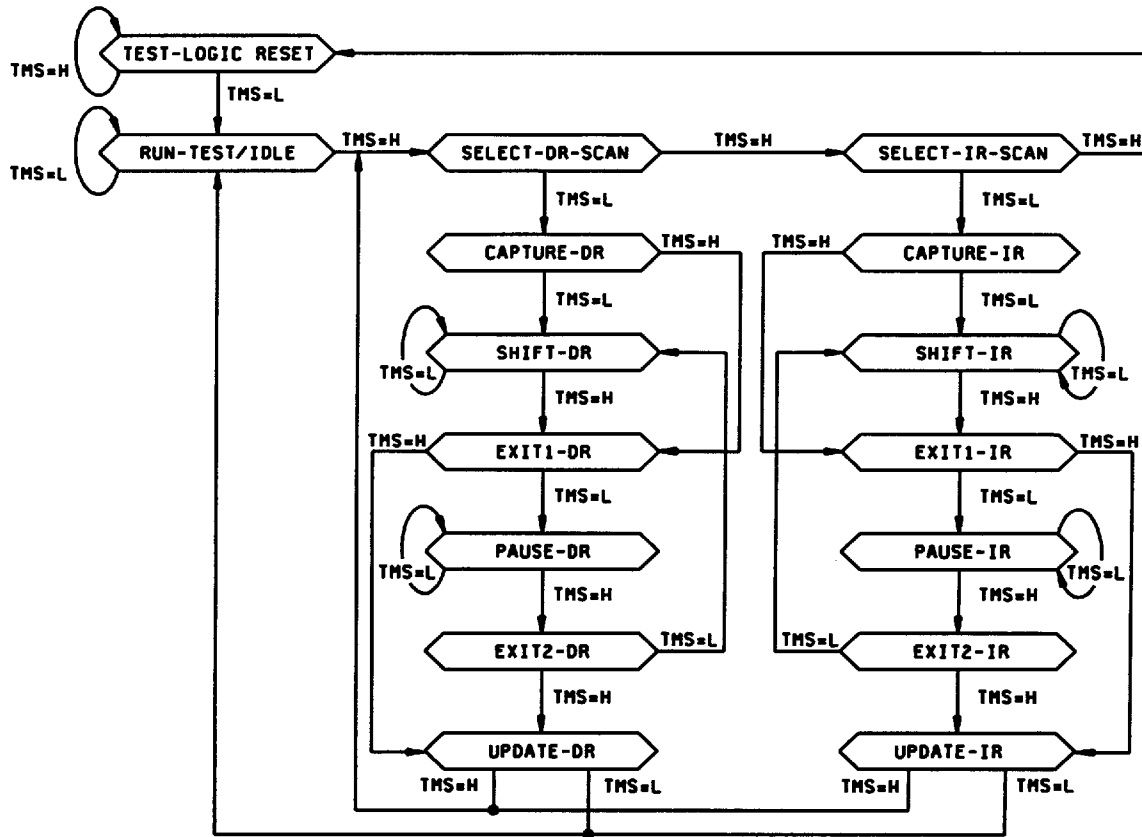 TEST-LOGIC RESET
TMS=H
TMS=L
RUN-TEST/IDLE
TMS=H
SELECT-DR-SCAN
TMS=H
SELECT-IR-SCAN
TMS=H
TMS=L
TMS=L
TMS=L
CAPTURE-DR
TMS=H
TMS=H
CAPTURE-IR
TMS=L
TMS=L
SHIFT-DR
SHIFT-IR
TMS=L
TMS=L
TMS=H
TMS=H
TMS=H
EXIT1-DR
EXIT1-IR
TMS=H
TMS=L
TMS=L
PAUSE-DR
PAUSE-IR
TMS=L
TMS=L
TMS=H
TMS=H
EXIT2-DR
TMS=L
TMS=L
EXIT2-IR
TMS=H
TMS=H
UPDATE-DR
UPDATE-IR
TMS=H
TMS=L
TMS=H
TMS=L